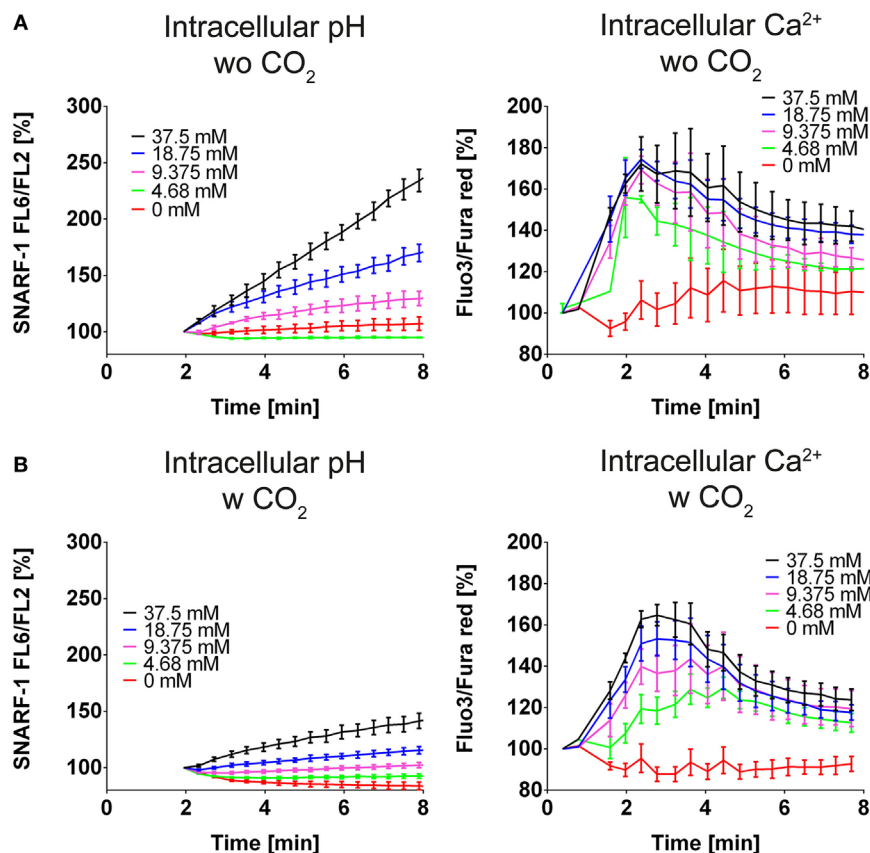 A
Intracellular pH
wo CO2
SNARF-1 FL6/FL2 [%]
300
250
200
150
100
0
37.5 mM
18.75 mM
9.375 mM
4.68 mM
0 mM
0 2 4 6 8
Time [min]
Intracellular Ca2+
wo CO2
Fluo3/Fura red [%]
200
180
160
140
120
100
80
37.5 mM
18.75 mM
9.375 mM
4.68 mM
0 mM
0 2 4 6 8
Time [min]
B
Intracellular pH
w CO2
SNARF-1 FL6/FL2 [%]
300
250
200
150
100
0
37.5 mM
18.75 mM
9.375 mM
4.68 mM
0 mM
0 2 4 6 8
Time [min]
Intracellular Ca2+
w CO2
Fluo3/Fura red [%]
200
180
160
140
120
100
80
37.5 mM
18.75 mM
9.375 mM
4.68 mM
0 mM
0 2 4 6 8
Time [min]